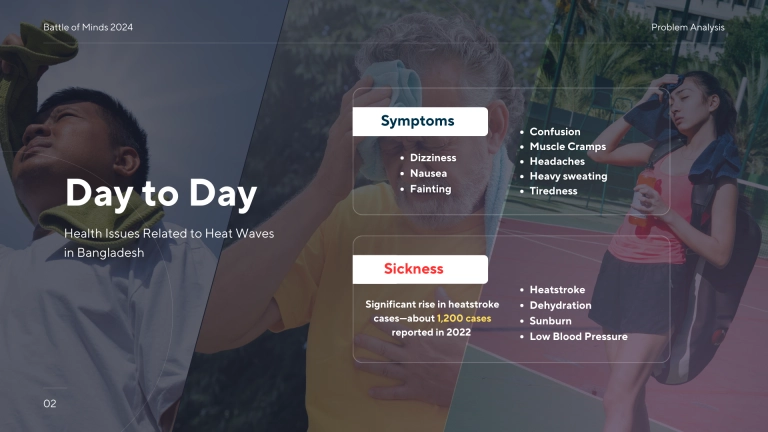 Battle of Minds 2024
Problem Analysis
Day to Day
Health Issues Related to Heat Waves
in Bangladesh
Symptoms
• Dizziness
• Nausea
• Fainting
• Confusion
• Muscle Cramps
• Headaches
• Heavy sweating
• Tiredness
Sickness
Significant rise in heatstroke
cases—about 1,200 cases
reported in 2022
• Heatstroke
• Dehydration
• Sunburn
• Low Blood Pressure
02